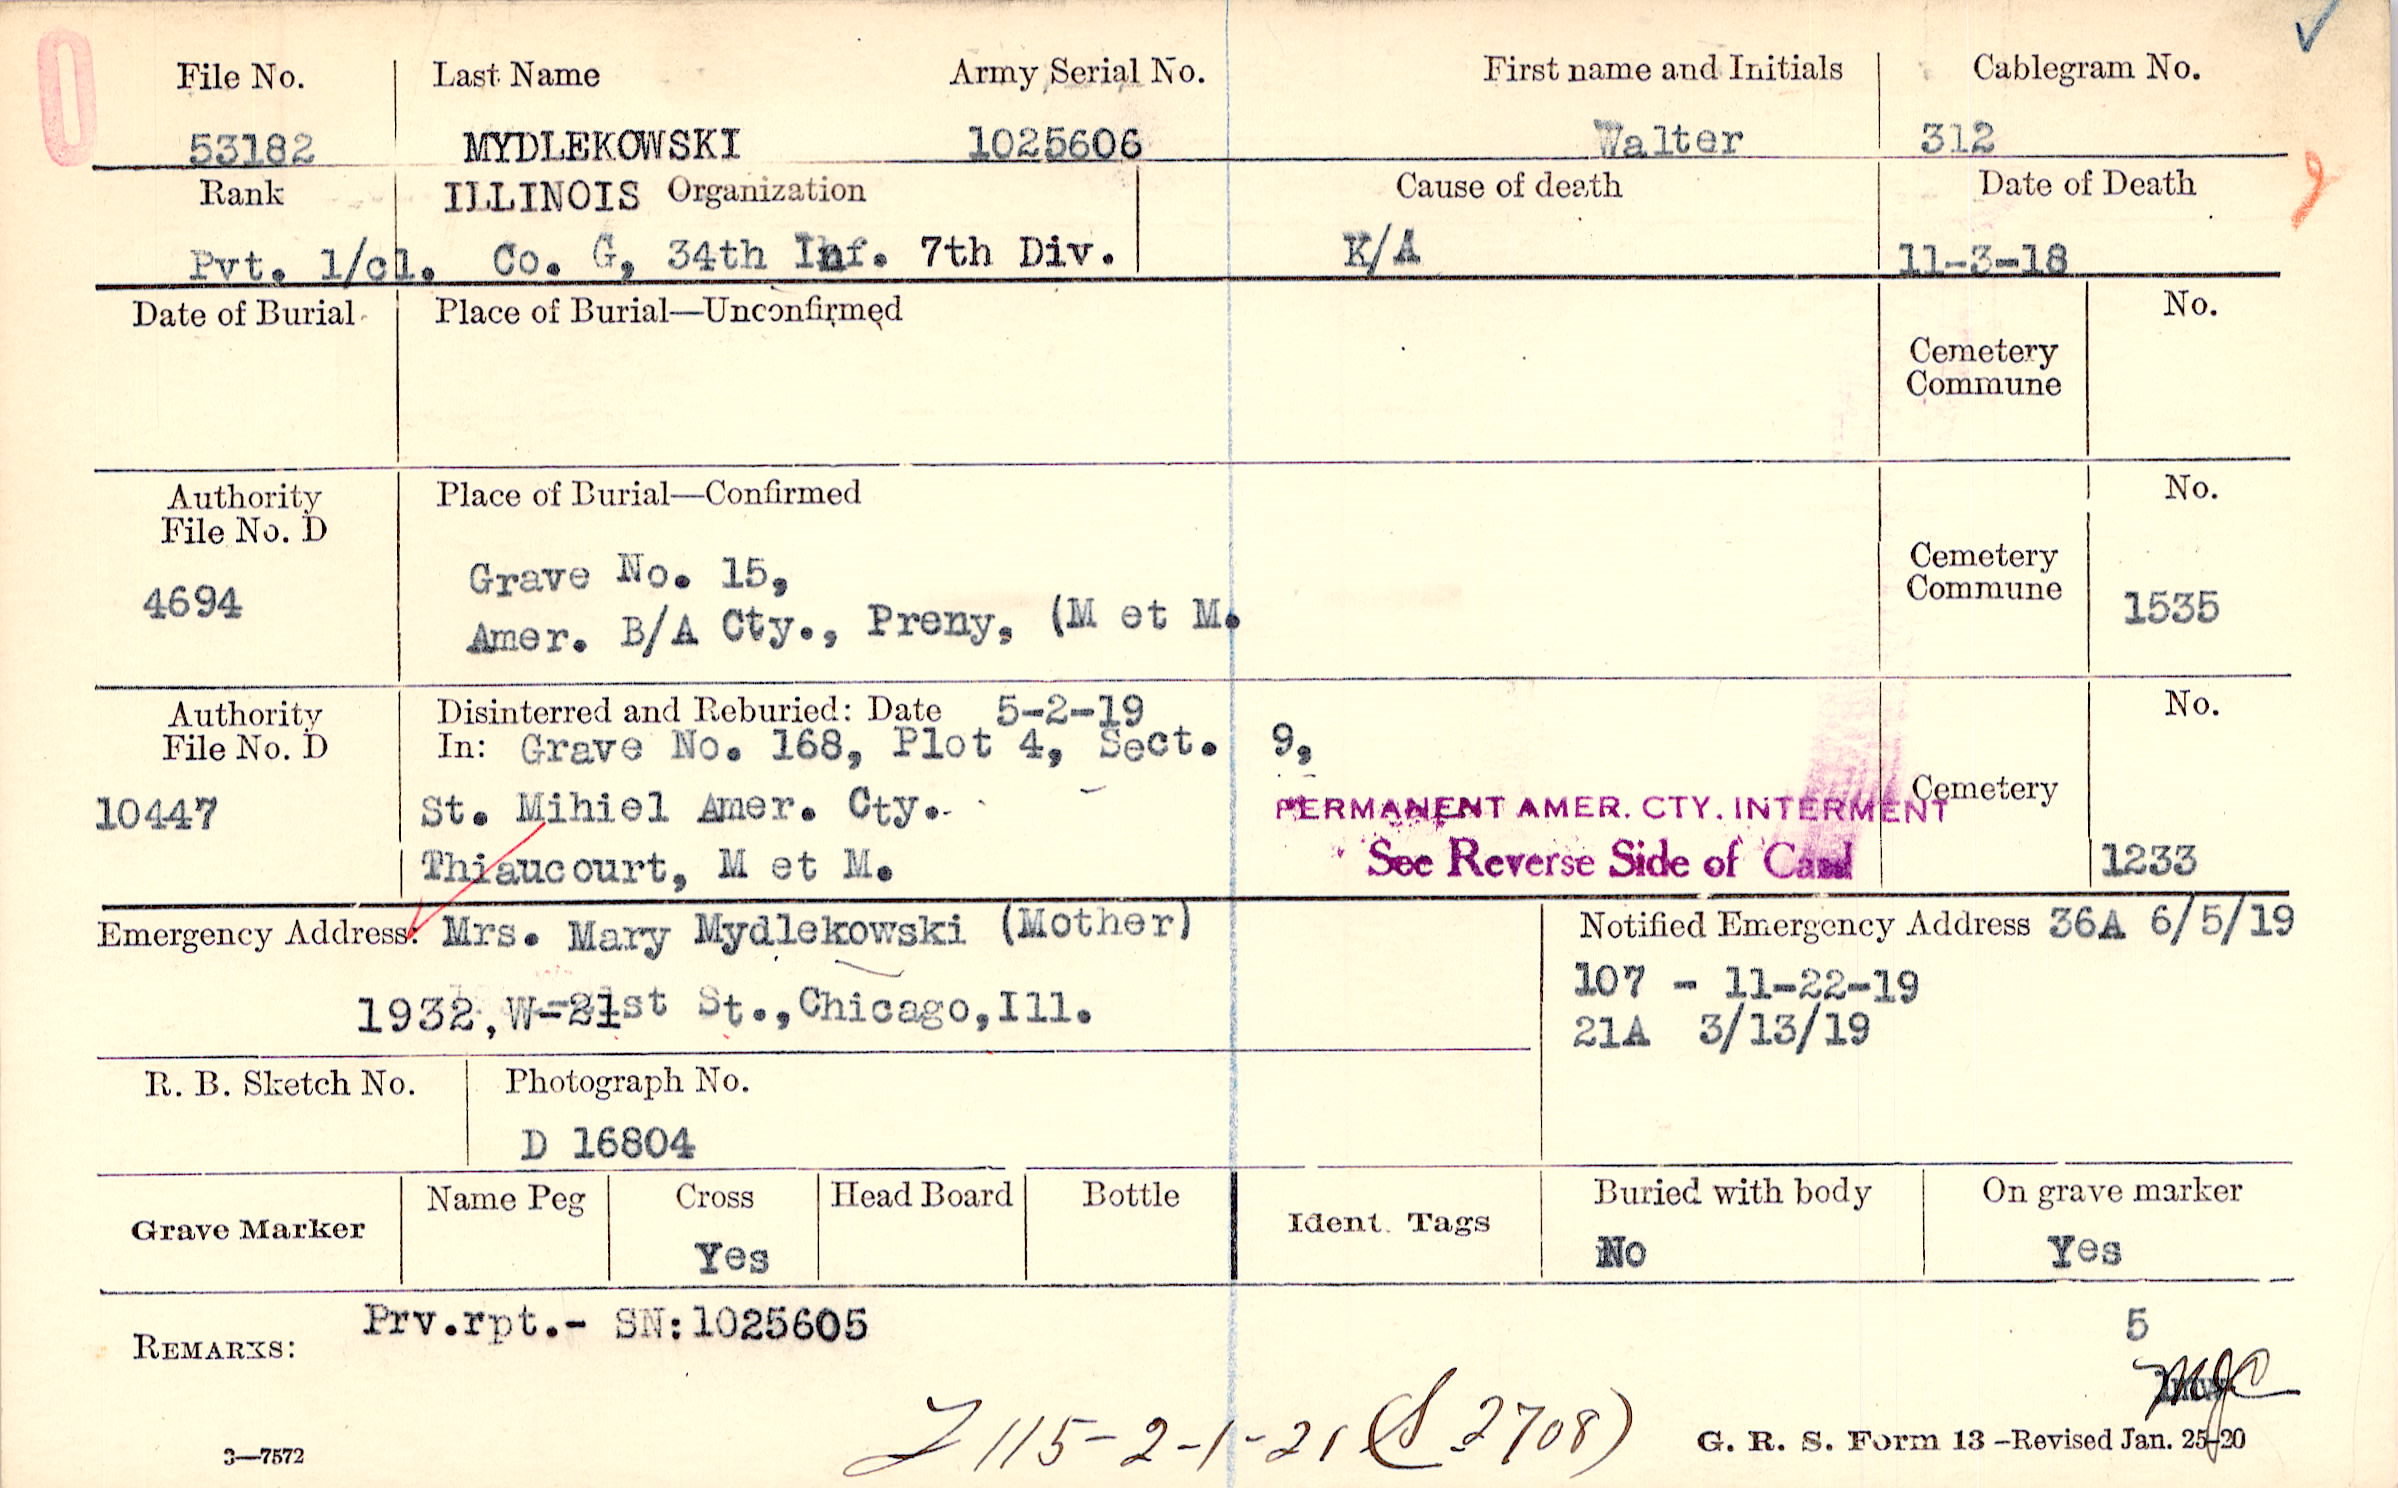 0
File No. Last Name Army Serial No. First name and Initials Cablegram No.
53182 MYDLEKOWSKI 1025606 Walter 312
Rank ILLINOIS Organization Cause of death Date of Death
Pvt. 1/cl. Co. G, 34th Inf. 7th Div. K/A 11-3-18
Date of Burial Place of Burial—Unconfirmed No.
Cemetery
Commune
Authority Place of Burial—Confirmed No.
File No. D
Grave No. 15, Cemetery
4694 Commune 1535
Amer. B/A Cty., Preny, (M et M.
Authority Disinterred and Reburied: Date 5-2-19 No.
File No. D In: Grave No. 168, Plot 4, Sect. 9,
10447 St. Mihiel Amer. Cty. PERMANENT AMER. CTY. INTERMENT Cemetery
Thiaucourt, M et M. See Reverse Side of Card 1233
Emergency Address: Mrs. Mary Mydlekowski (Mother) Notified Emergency Address 36A 6/5/19
1932, W-21st St., Chicago, Ill. 107 - 11-22-19
21A 3/13/19
R. B. Sketch No. Photograph No.
D 16804
Grave Marker Name Peg Cross Head Board Bottle Ident. Tags Buried with body On grave marker
Yes No Yes
REMARKS: Prv.rpt.- SN:1025605 5
115-2-1-21 (S 2708)
3—7572 G. R. S. Form 13-Revised Jan. 25-20